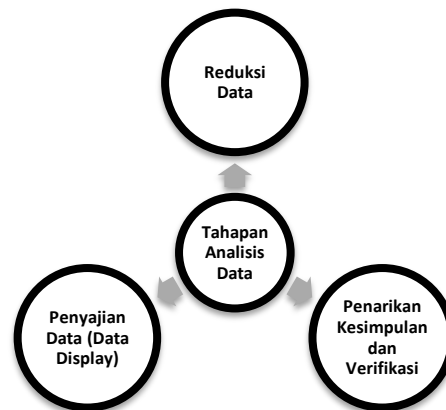 Reduksi
Data
Tahapan
Analisis
Data
Penyajian
Data (Data
Display)
Penarikan
Kesimpulan
dan
Verifikasi